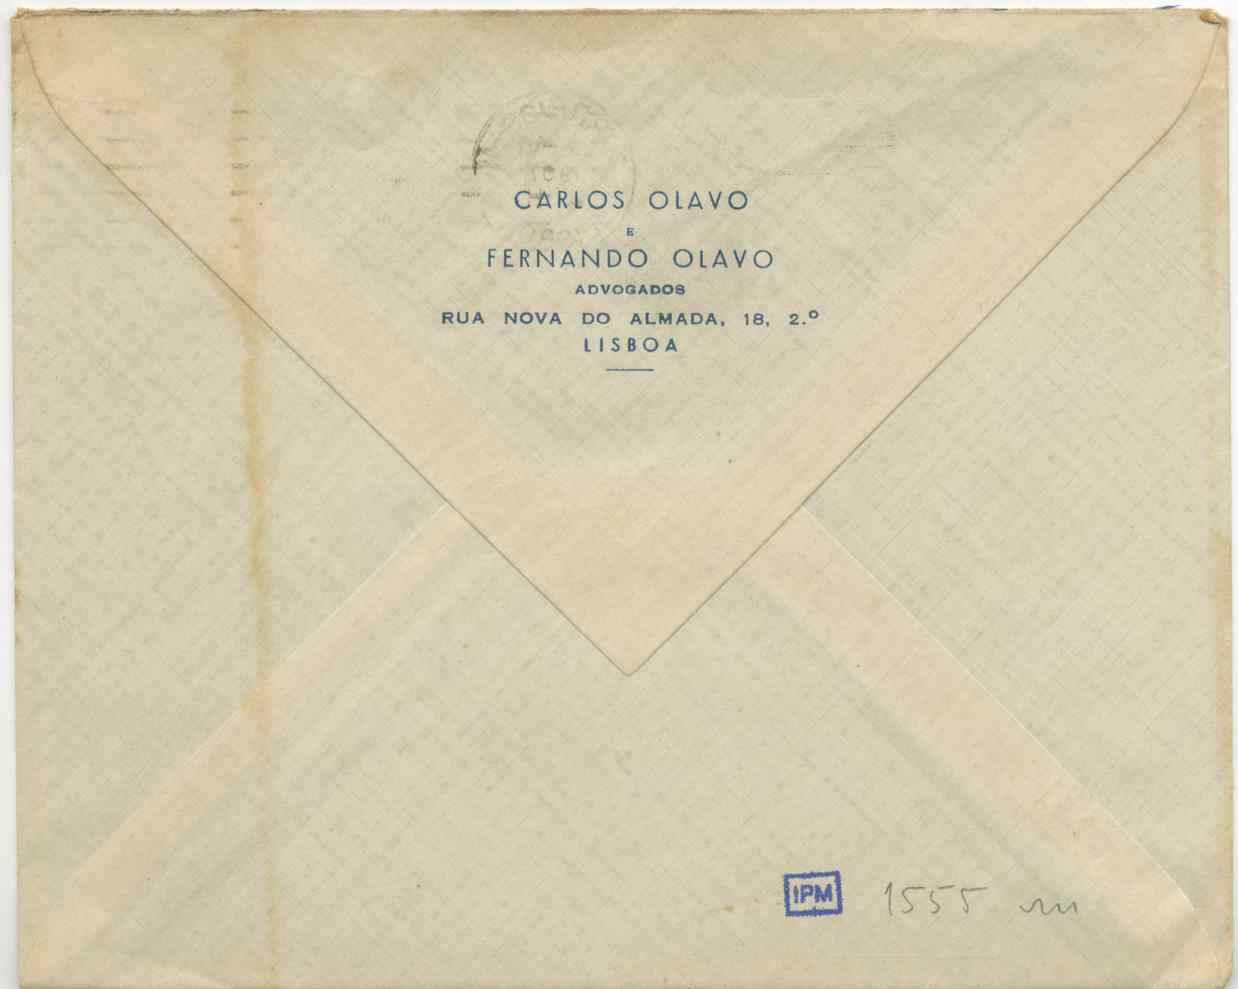 CARLOS OLAVO
E
FERNANDO OLAVO
ADVOGADOS
RUA NOVA DO ALMADA, 18, 2.º
LISBOA
IPM 1555